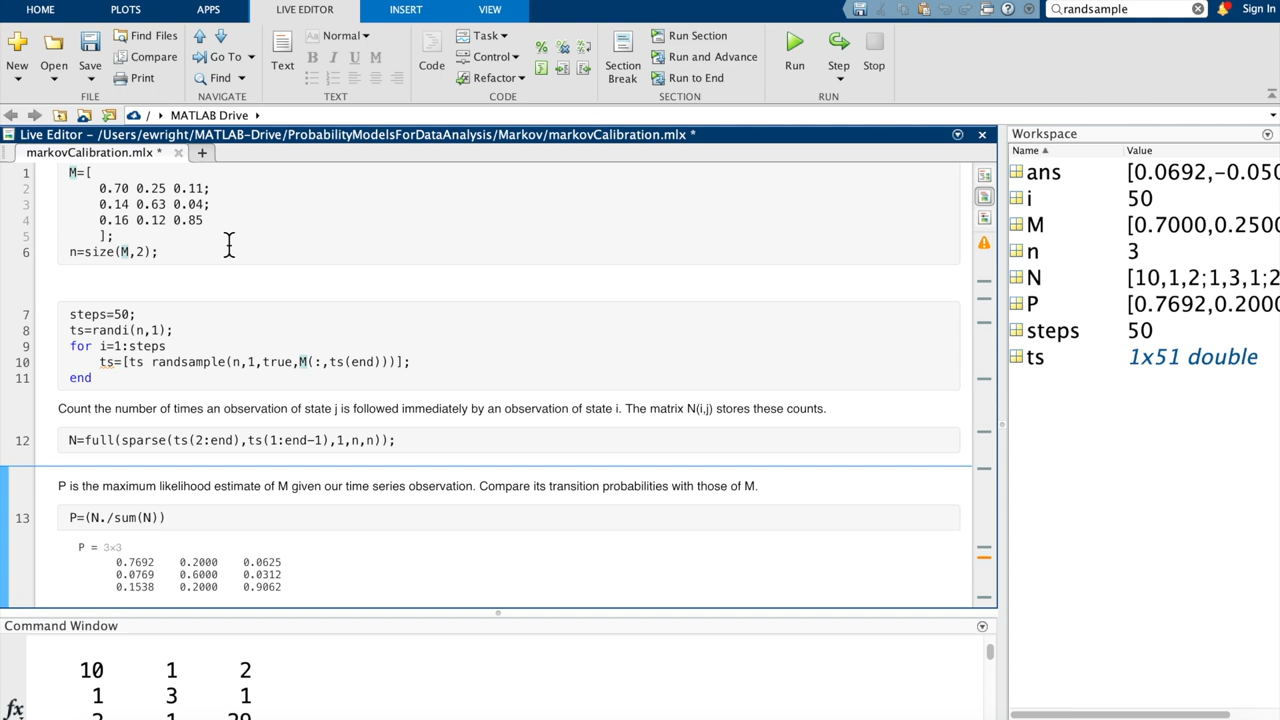 HOME PLOTS APPS LIVE EDITOR INSERT VIEW randsample Sign In
New Open Save Find Files Compare Print Go To Find Text Aa Normal B I U M Code Task Control Refactor Section Break Run Section Run and Advance Run to End Run Step Stop
FILE NAVIGATE TEXT CODE SECTION RUN
/ MATLAB Drive
Live Editor – /Users/ewright/MATLAB-Drive/ProbabilityModelsForDataAnalysis/Markov/markovCalibration.mlx *
markovCalibration.mlx * × +
1 M=[
2 0.70 0.25 0.11;
3 0.14 0.63 0.04;
4 0.16 0.12 0.85
5 ];
6 n=size(M,2);
7 steps=50;
8 ts=randi(n,1);
9 for i=1:steps
10 ts=[ts randsample(n,1,true,M(:,ts(end)))];
11 end
Count the number of times an observation of state j is followed immediately by an observation of state i. The matrix N(i,j) stores these counts.
12 N=full(sparse(ts(2:end),ts(1:end-1),1,n,n));
P is the maximum likelihood estimate of M given our time series observation. Compare its transition probabilities with those of M.
13 P=(N./sum(N))
P = 3×3
0.7692 0.2000 0.0625
0.0769 0.6000 0.0312
0.1538 0.2000 0.9062
Command Window
10 1 2
1 3 1
fx
Workspace
Name Value
ans [0.0692,-0.050
i 50
M [0.7000,0.2500
n 3
N [10,1,2;1,3,1;2
P [0.7692,0.2000
steps 50
ts 1x51 double